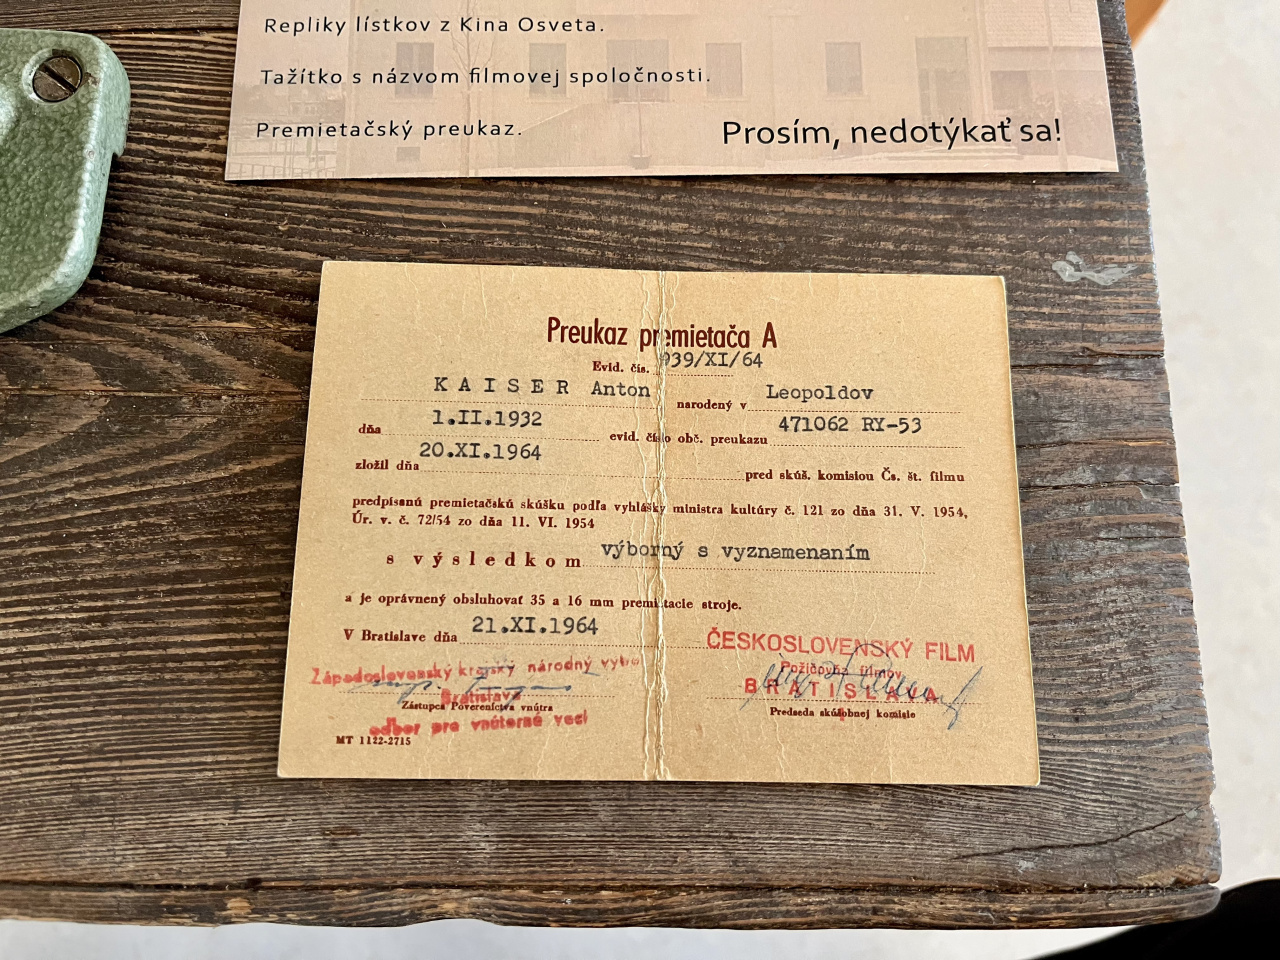 Repliky lístkov z Kina Osveta.
Tažítko s názvom filmovej spoločnosti.
Premietačský preukaz.
Prosím, nedotýkať sa!
Preukaz premietača A
Evid. čís. 939/XI/64
KAISER Anton narodený v Leopoldov
dňa 1.II.1932 evid. číslo obč. preukazu 471062 RY-53
zložil dňa 20.XI.1964 pred skúš. komisiou Čs. št. filmu
predpisanú premietačskú skúšku podľa vyhlášky ministra kultúry č. 121 zo dňa 31. V. 1954,
Úr. v. č. 72/54 zo dňa 11. VI. 1954
s výsledkom výborný s vyznamenaním
a je oprávnený obsluhovať 35 a 16 mm premietacie stroje.
V Bratislave dňa 21.XI.1964
Západoslovenský krajský národný výbor
Bratislava
Zástupca Povereníctva vnútra
odbor pre vnútorné veci
ČESKOSLOVENSKÝ FILM
Požičovňa filmov
BRATISLAVA
Predseda skúšobnej komisie
MT 1122-2715